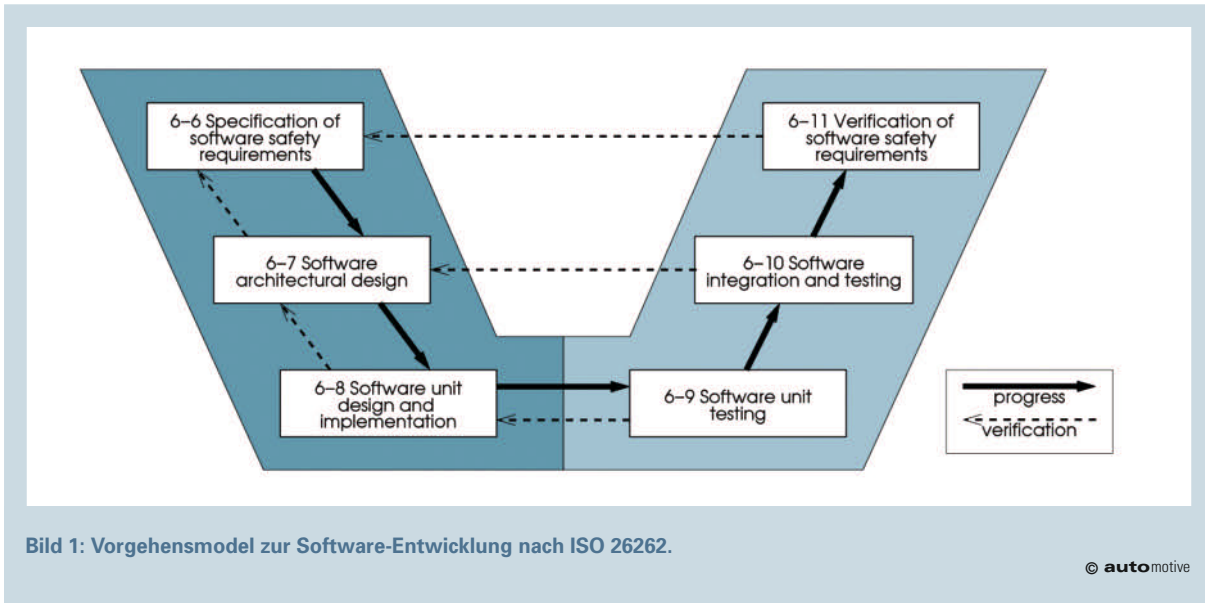 6–6 Specification of
software safety
requirements
6–11 Verification of
software safety
requirements
6–7 Software
architectural design
6–10 Software
integration and testing
6–8 Software unit
design and
implementation
6–9 Software unit
testing
progress
verification
Bild 1: Vorgehensmodel zur Software-Entwicklung nach ISO 26262.
© automotive